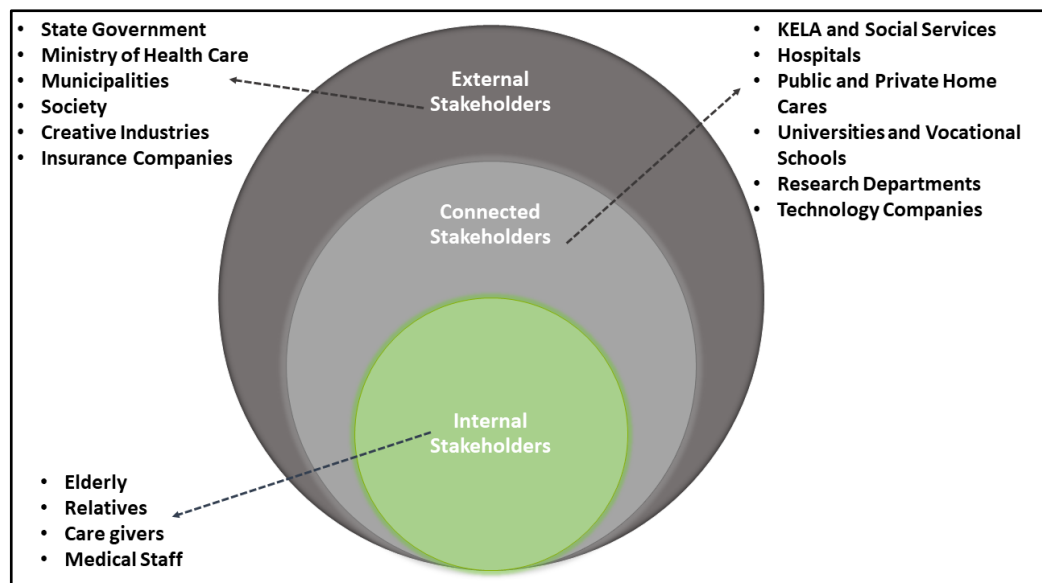 • State Government
• Ministry of Health Care
• Municipalities
• Society
• Creative Industries
• Insurance Companies
External
Stakeholders
• KELA and Social Services
• Hospitals
• Public and Private Home
Cares
• Universities and Vocational
Schools
• Research Departments
• Technology Companies
Connected
Stakeholders
Internal
Stakeholders
• Elderly
• Relatives
• Care givers
• Medical Staff